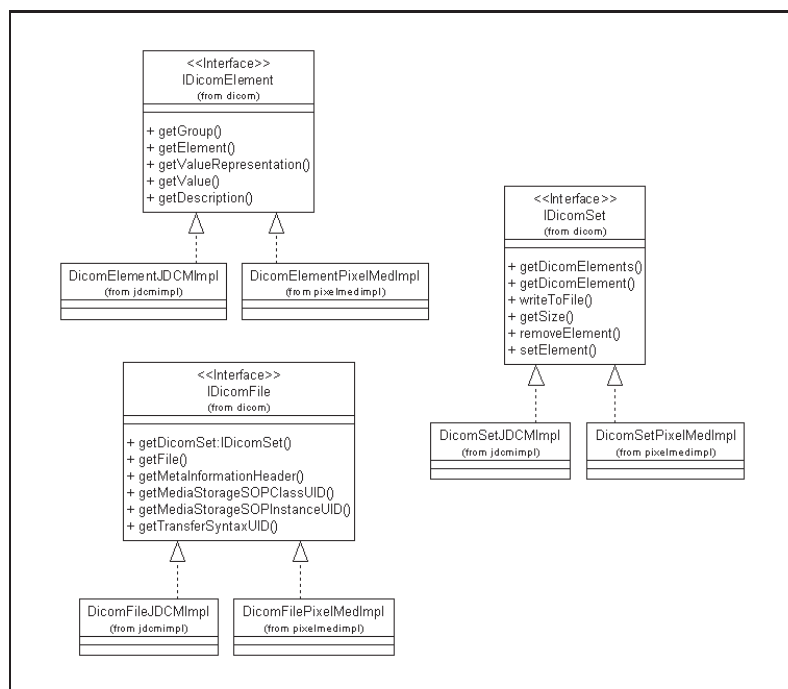 <<Interface>>
IDicomElement
(from dicom)
+ getGroup()
+ getElement()
+ getValueRepresentation()
+ getValue()
+ getDescription()
DicomElementJDCMImpl
(from jdcmimpl)
DicomElementPixelMedImpl
(from pixelmedimpl)
<<Interface>>
IDicomSet
(from dicom)
+ getDicomElements()
+ getDicomElement()
+ writeToFile()
+ getSize()
+ removeElement()
+ setElement()
DicomSetJDCMImpl
(from jdcmimpl)
DicomSetPixelMedImpl
(from pixelmedimpl)
<<Interface>>
IDicomFile
(from dicom)
+ getDicomSet:IDicomSet()
+ getFile()
+ getMetaInformationHeader()
+ getMediaStorageSOPClassUID()
+ getMediaStorageSOPInstanceUID()
+ getTransferSyntaxUID()
DicomFileJDCMImpl
(from jdcmimpl)
DicomFilePixelMedImpl
(from pixelmedimpl)